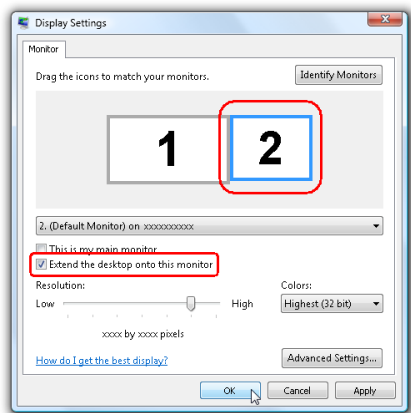 Display Settings
Monitor
Drag the icons to match your monitors.
Identify Monitors
1
2
2. (Default Monitor) on xxxxxxxxxx
This is my main monitor
Extend the desktop onto this monitor
Resolution:
Colors:
Low
High
Highest (32 bit)
xxxx by xxxx pixels
How do I get the best display?
Advanced Settings...
OK
Cancel
Apply